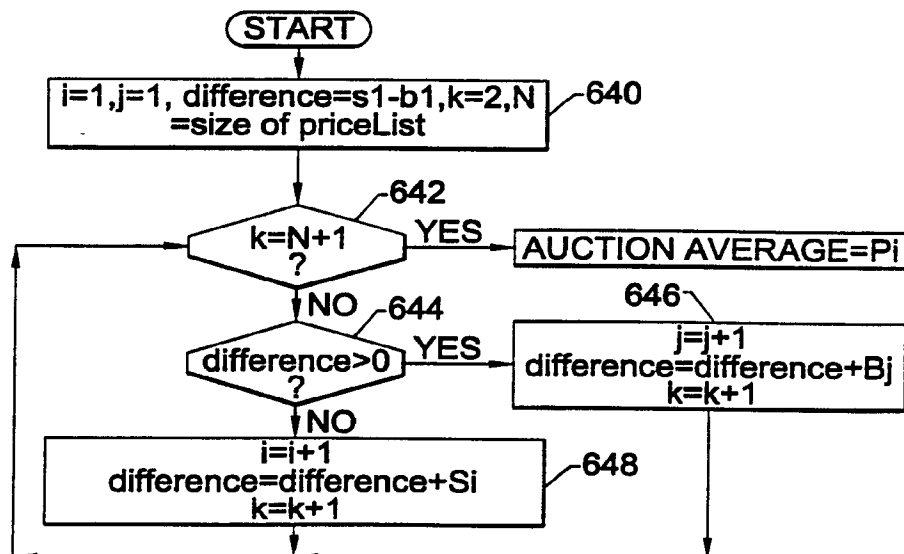 START
i=1,j=1, difference=s1-b1,k=2,N
=size of priceList
640
642
k=N+1
?
YES
AUCTION AVERAGE=Pi
NO
644
646
difference>0
?
YES
j=j+1
difference=difference+Bj
k=k+1
NO
i=i+1
difference=difference+Si
k=k+1
648